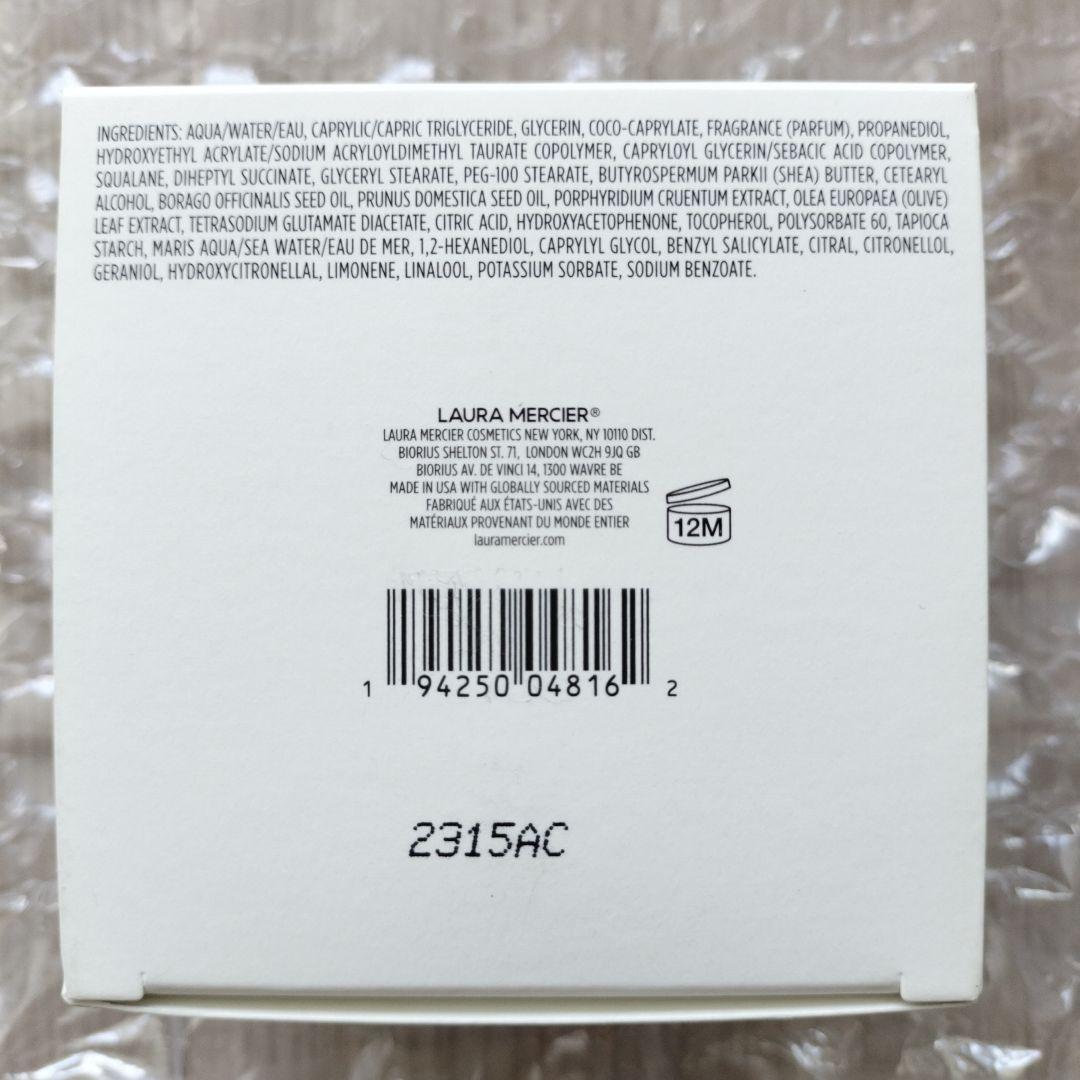 INGREDIENTS: AQUA/WATER/EAU, CAPRYLIC/CAPRIC TRIGLYCERIDE, GLYCERIN, COCO-CAPRYLATE, FRAGRANCE (PARFUM), PROPANEDIOL,
HYDROXYETHYL ACRYLATE/SODIUM ACRYLOYLDIMETHYL TAURATE COPOLYMER, CAPRYLOYL GLYCERIN/SEBACIC ACID COPOLYMER,
SQUALANE, DIHEPTYL SUCCINATE, GLYCERYL STEARATE, PEG-100 STEARATE, BUTYROSPERMUM PARKII (SHEA) BUTTER, CETEARYL
ALCOHOL, BORAGO OFFICINALIS SEED OIL, PRUNUS DOMESTICA SEED OIL, PORPHYRIDIUM CRUENTUM EXTRACT, OLEA EUROPAEA (OLIVE)
LEAF EXTRACT, TETRASODIUM GLUTAMATE DIACETATE, CITRIC ACID, HYDROXYACETOPHENONE, TOCOPHEROL, POLYSORBATE 60, TAPIOCA
STARCH, MARIS AQUA/SEA WATER/EAU DE MER, 1,2-HEXANEDIOL, CAPRYLYL GLYCOL, BENZYL SALICYLATE, CITRAL, CITRONELLOL,
GERANIOL, HYDROXYCITRONELLAL, LIMONENE, LINALOOL, POTASSIUM SORBATE, SODIUM BENZOATE.
LAURA MERCIER®
LAURA MERCIER COSMETICS NEW YORK, NY 10110 DIST.
BIORIUS SHELTON ST. 71, LONDON WC2H 9JQ GB
BIORIUS AV. DE VINCI 14, 1300 WAVRE BE
MADE IN USA WITH GLOBALLY SOURCED MATERIALS
FABRIQUÉ AUX ÉTATS-UNIS AVEC DES
MATÉRIAUX PROVENANT DU MONDE ENTIER
lauramercier.com
12M
1 94250 04816 2
2315AC